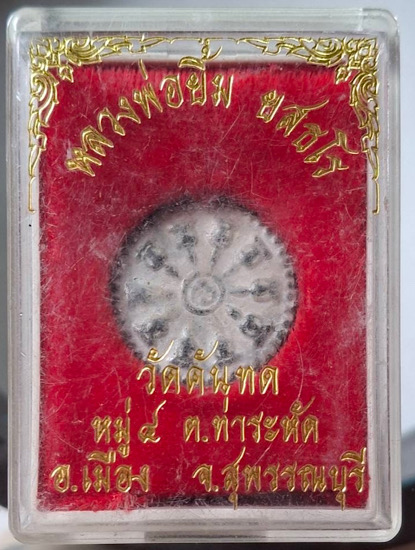 หลวงพ่อยิ้ม ยสธโร
วัดคันทด
หมู่ ๔ ต.ท่าระหัด
อ.เมือง จ.สุพรรณบุรี